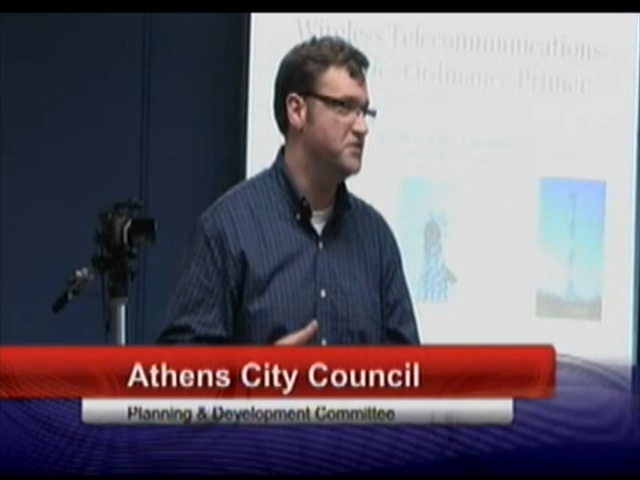 Wireless Telecommunications
Ordinance Primer
Athens City Council
Planning & Development Committee